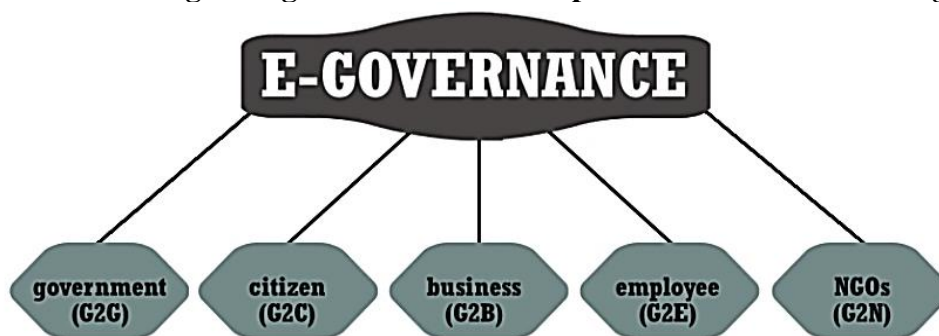 E-GOVERNANCE
government
(G2G)
citizen
(G2C)
business
(G2B)
employee
(G2E)
NGOs
(G2N)